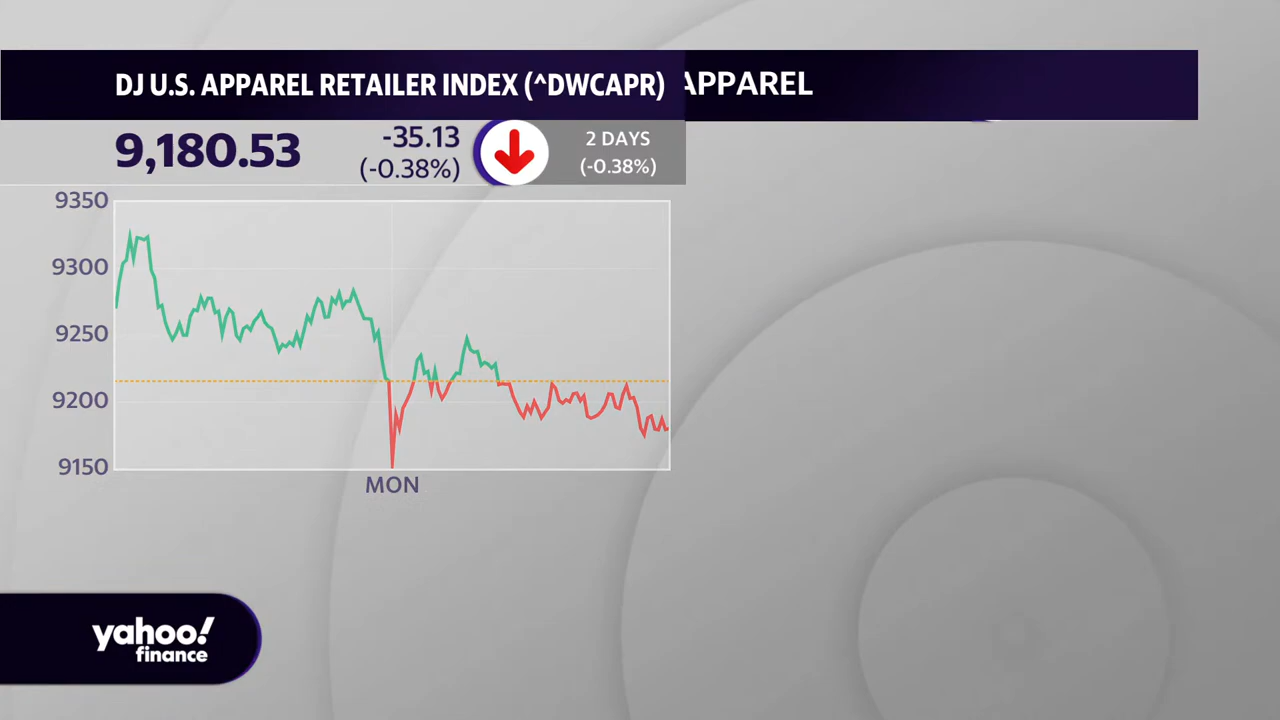 DJ U.S. APPAREL RETAILER INDEX (^DWCAPR) APPAREL
9,180.53
-35.13
(-0.38%)
2 DAYS
(-0.38%)
9350
9300
9250
9200
9150
MON
yahoo!
finance